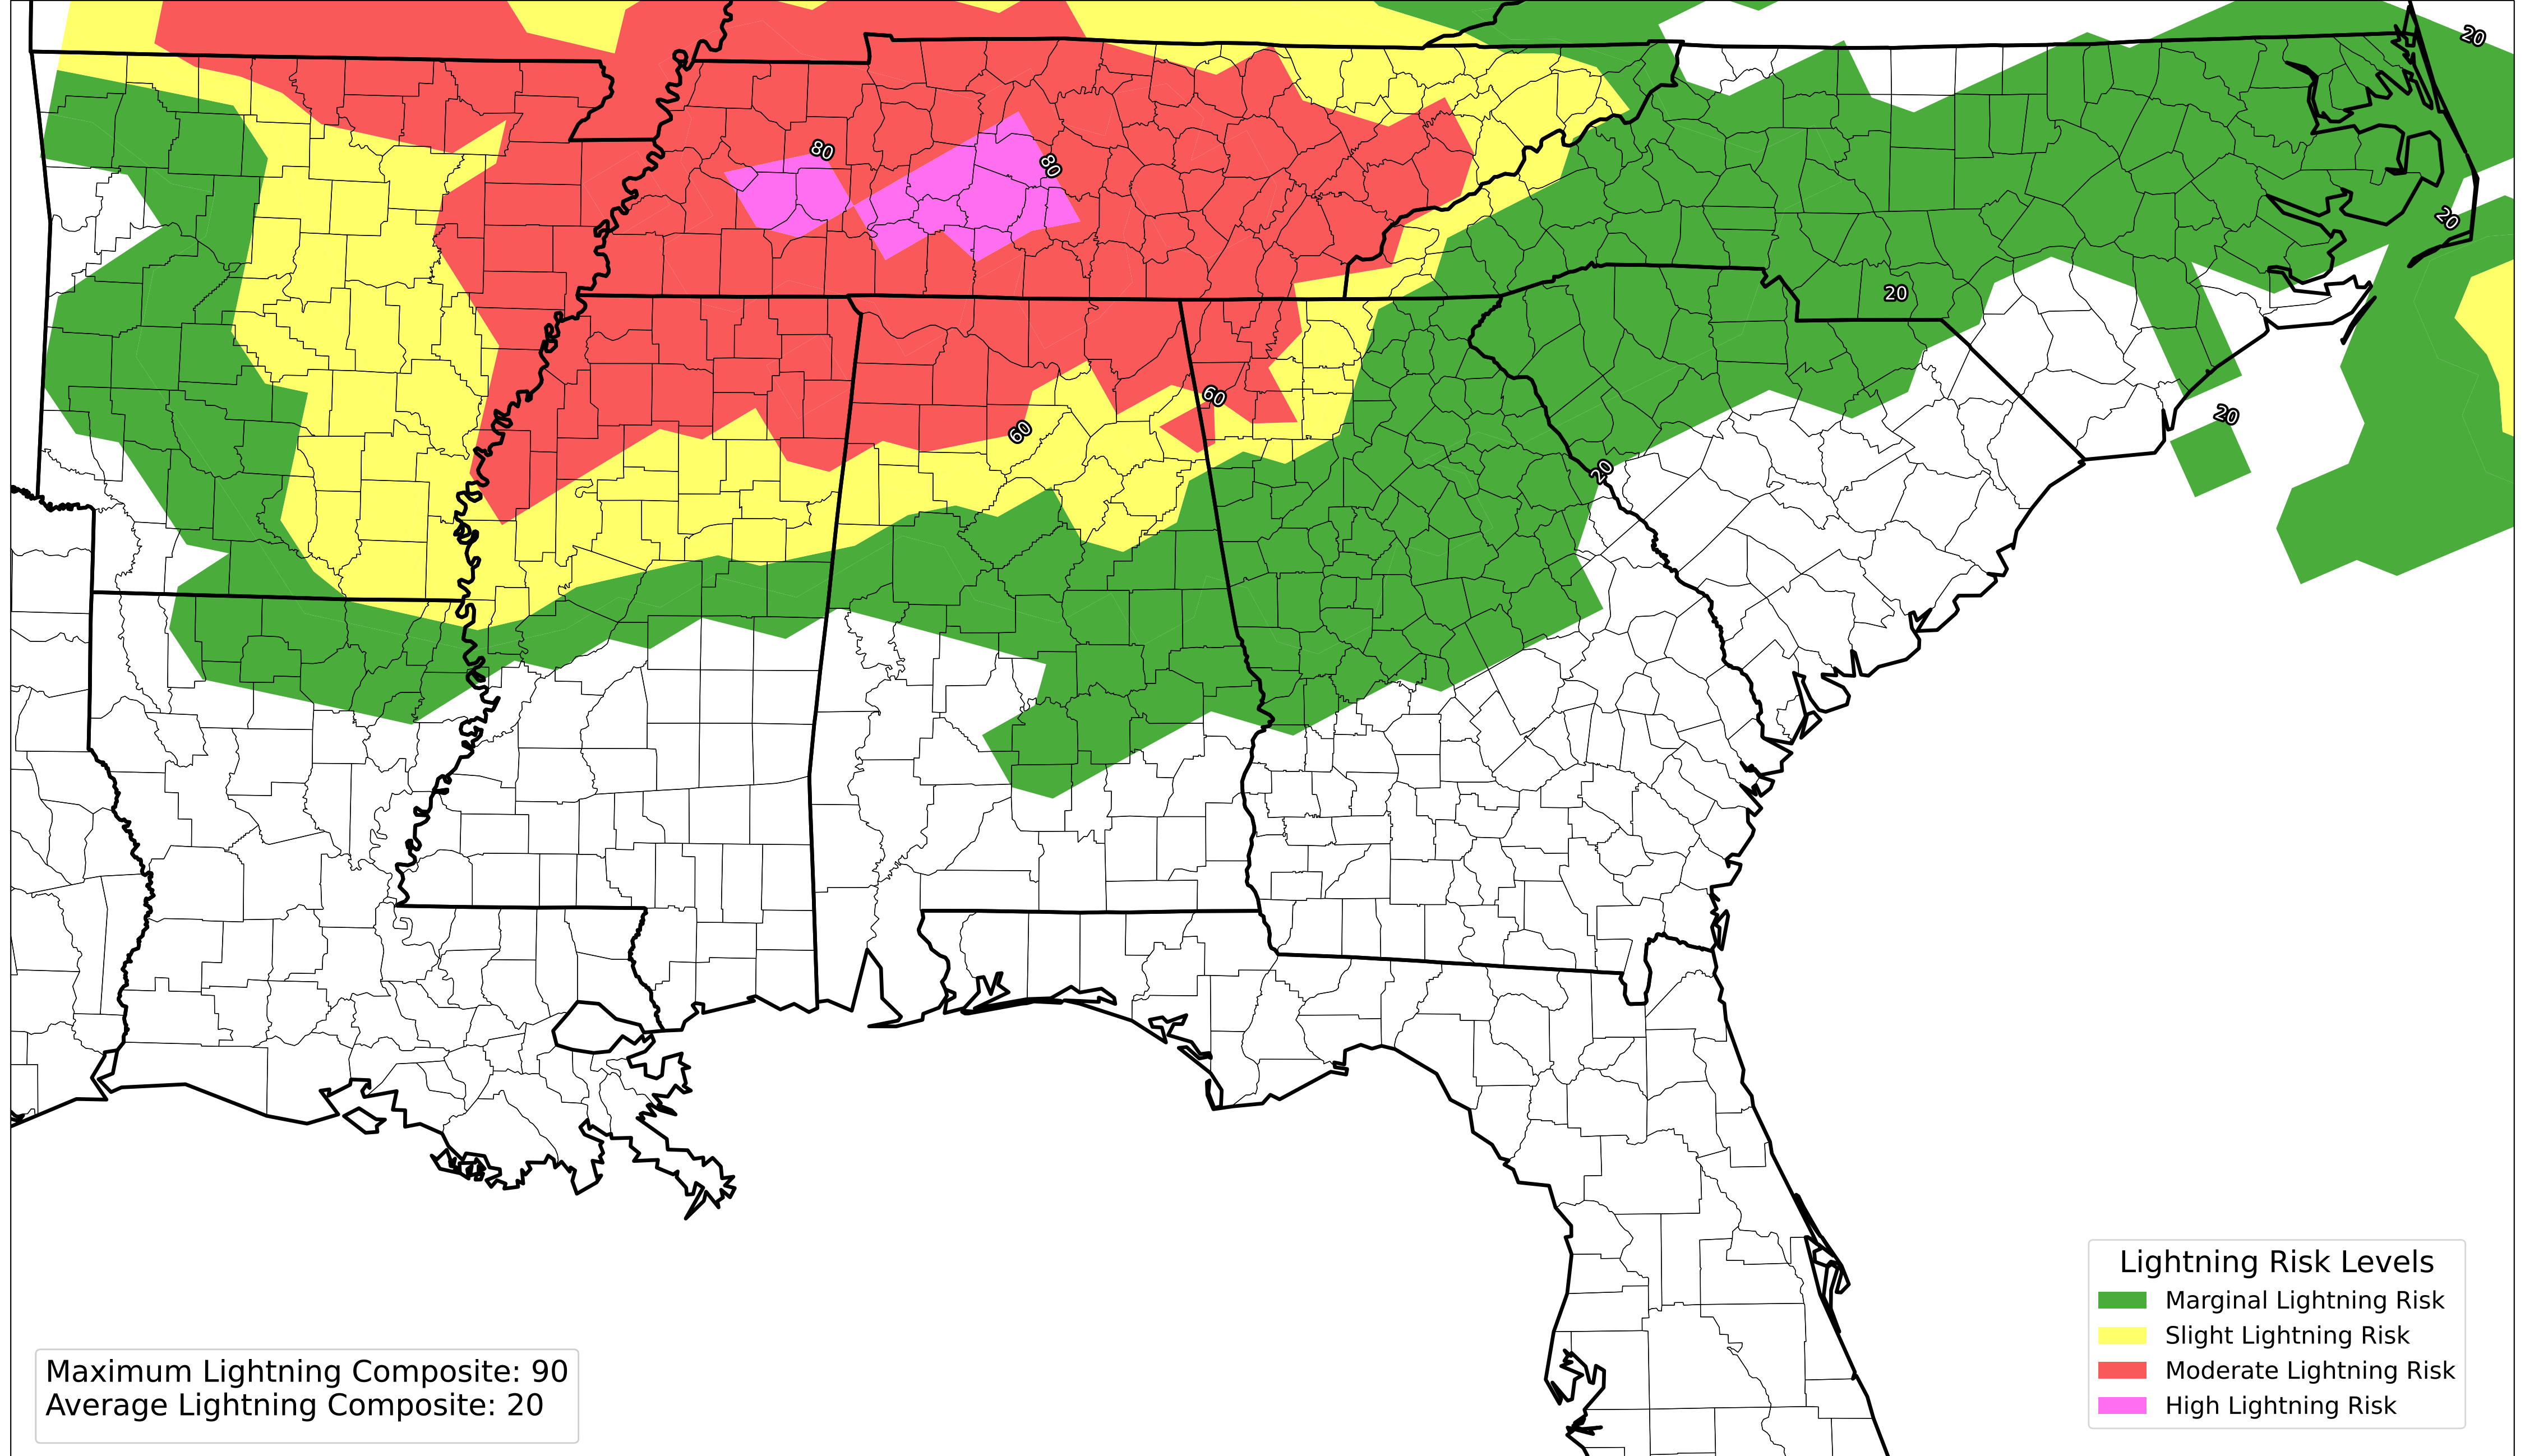 20
80
80
20
20
60
20
60
20
Lightning Risk Levels
Marginal Lightning Risk
Slight Lightning Risk
Moderate Lightning Risk
High Lightning Risk
Maximum Lightning Composite: 90
Average Lightning Composite: 20